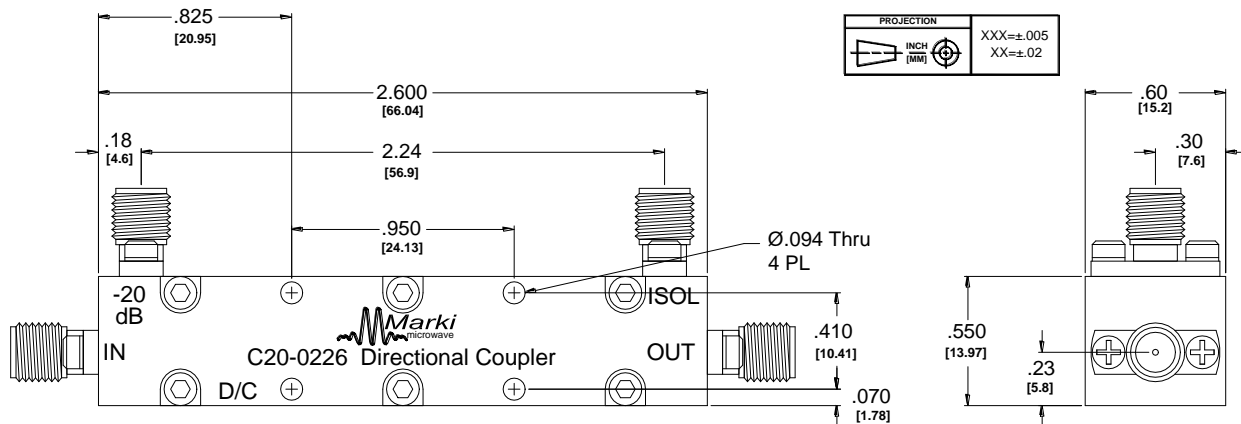 .825
[20.95]
PROJECTION
INCH
[MM]
XXX=±.005
XX=±.02
2.600
[66.04]
.60
[15.2]
.18
[4.6]
2.24
[56.9]
.30
[7.6]
.950
[24.13]
Ø.094 Thru
4 PL
-20
dB
ISOL
Marki
microwave
.410
[10.41]
.550
[13.97]
IN
C20-0226 Directional Coupler
OUT
.23
[5.8]
D/C
.070
[1.78]